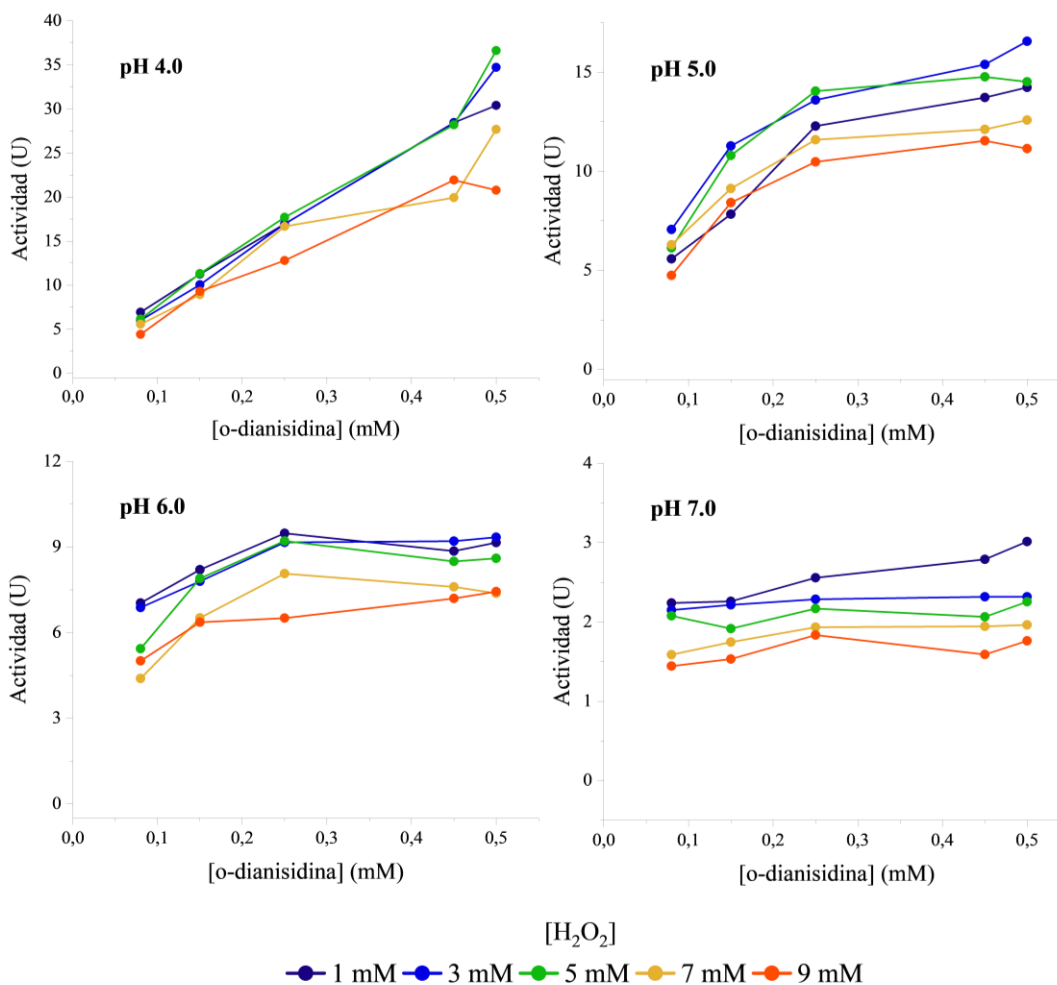 pH 4.0
Actividad (U)
40
35
30
25
20
15
10
5
0
0,0 0,1 0,2 0,3 0,4 0,5
[o-dianisidina] (mM)
pH 5.0
Actividad (U)
15
10
5
0
0,0 0,1 0,2 0,3 0,4 0,5
[o-dianisidina] (mM)
pH 6.0
Actividad (U)
12
9
6
3
0
0,0 0,1 0,2 0,3 0,4 0,5
[o-dianisidina] (mM)
pH 7.0
Actividad (U)
4
3
2
1
0
0,0 0,1 0,2 0,3 0,4 0,5
[o-dianisidina] (mM)
[H₂O₂]
1 mM 3 mM 5 mM 7 mM 9 mM